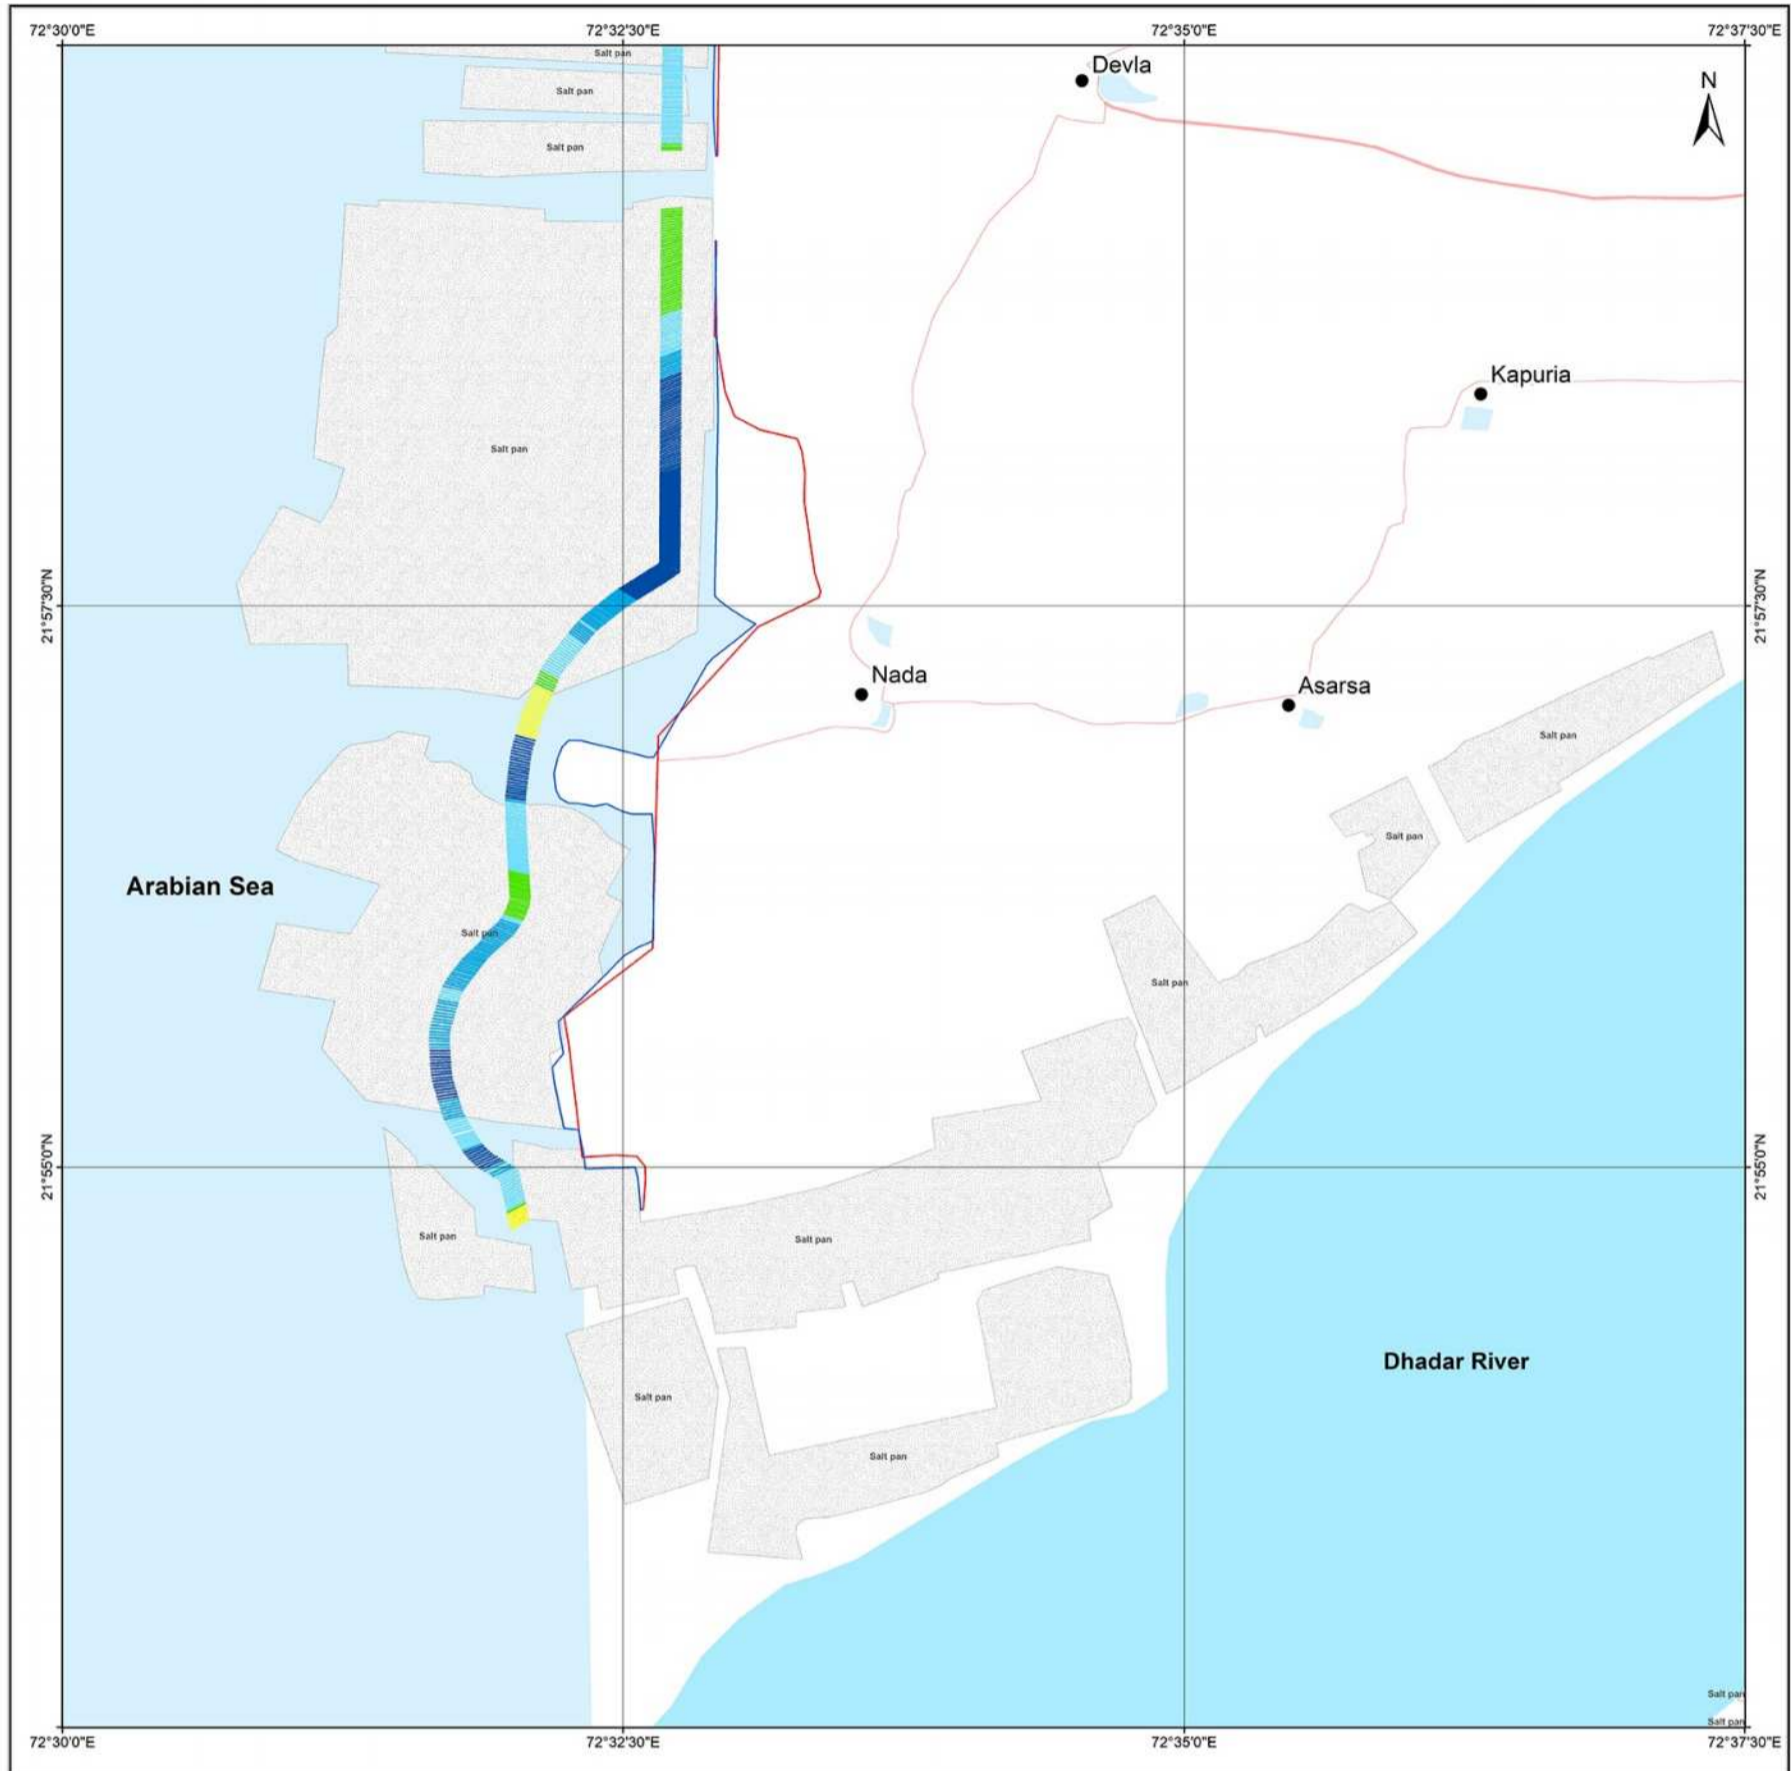 72°30'0"E
72°32'30"E
72°35'0"E
72°37'30"E
Salt pan
Devla
N
Salt pan
Salt pan
Kapuria
Salt pan
21°57'30"N
21°57'30"N
Nada
Asarsa
Salt pan
Salt pan
Arabian Sea
Salt pan
Salt pan
21°55'0"N
21°55'0"N
Salt pan
Salt pan
Dhadar River
Salt pan
Salt pan
Salt pan
Salt pan
72°30'0"E
72°32'30"E
72°35'0"E
72°37'30"E